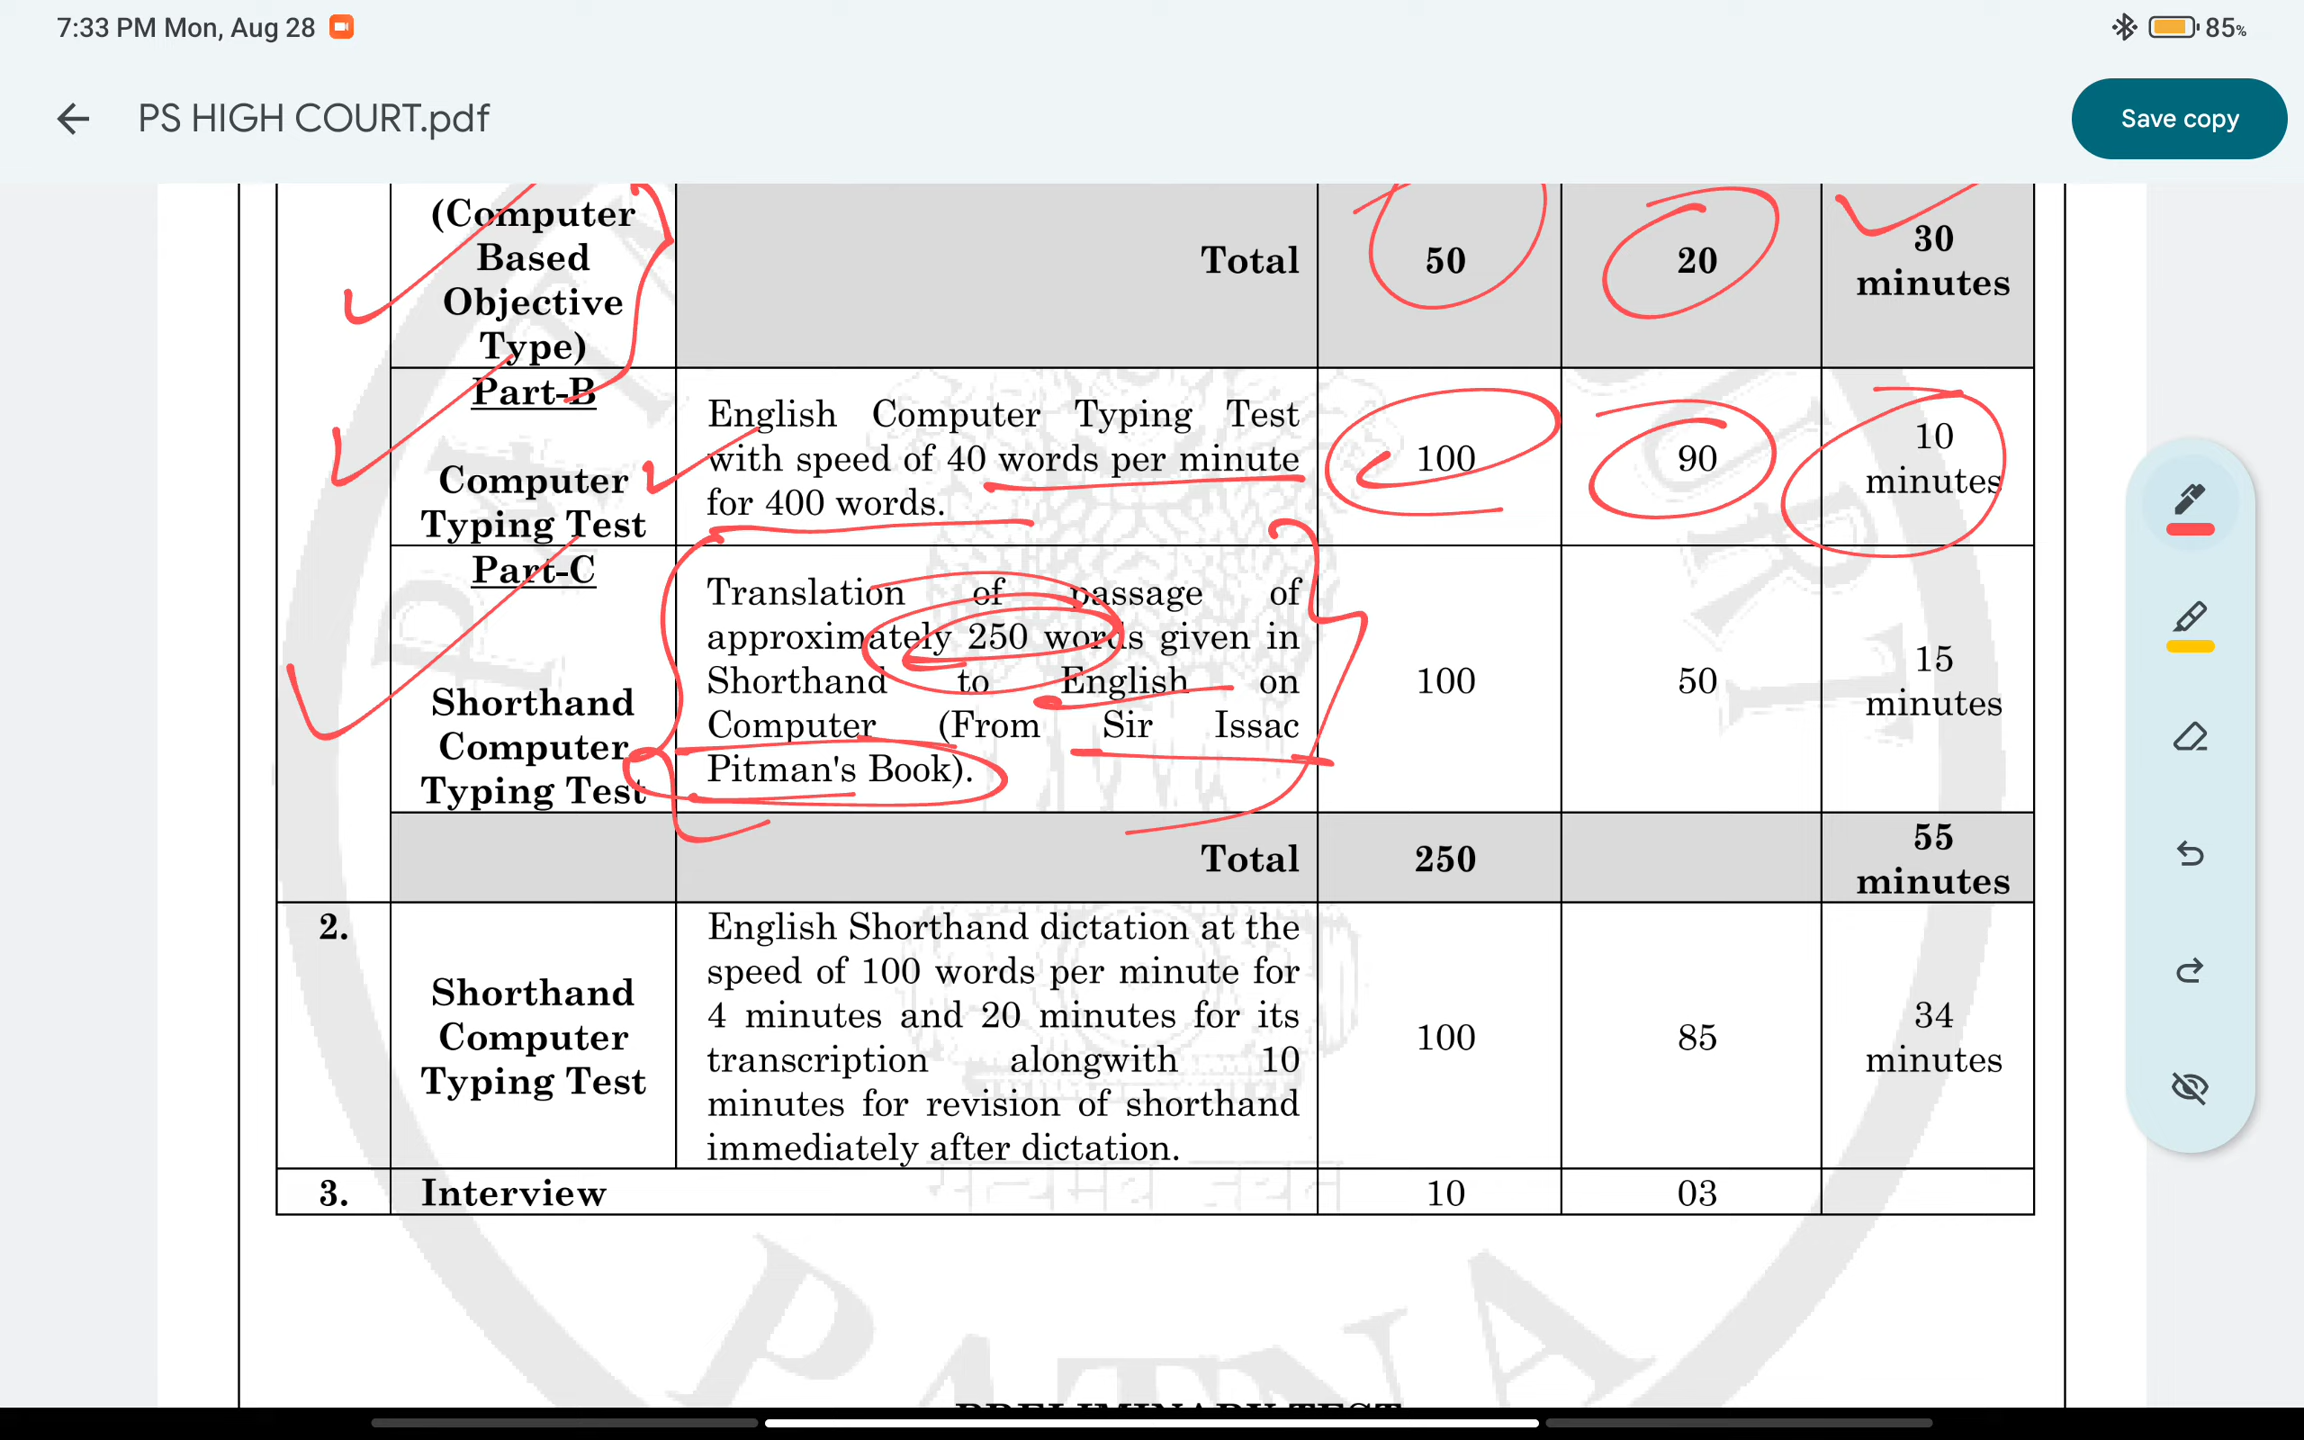 7:33 PM Mon, Aug 28
85%
PS HIGH COURT.pdf
Save copy
(Computer
Based
Objective
Type)
Total
50
20
30
minutes
Part-B
Computer
Typing Test
English Computer Typing Test
with speed of 40 words per minute
for 400 words.
100
90
10
minutes
Part-C
Shorthand
Computer
Typing Test
Translation of passage of
approximately 250 words given in
Shorthand to English on
Computer (From Sir Issac
Pitman's Book).
100
50
15
minutes
Total
250
55
minutes
2.
Shorthand
Computer
Typing Test
English Shorthand dictation at the
speed of 100 words per minute for
4 minutes and 20 minutes for its
transcription alongwith 10
minutes for revision of shorthand
immediately after dictation.
100
85
34
minutes
3.
Interview
10
03
PATNA
PRELIMINARY TEST